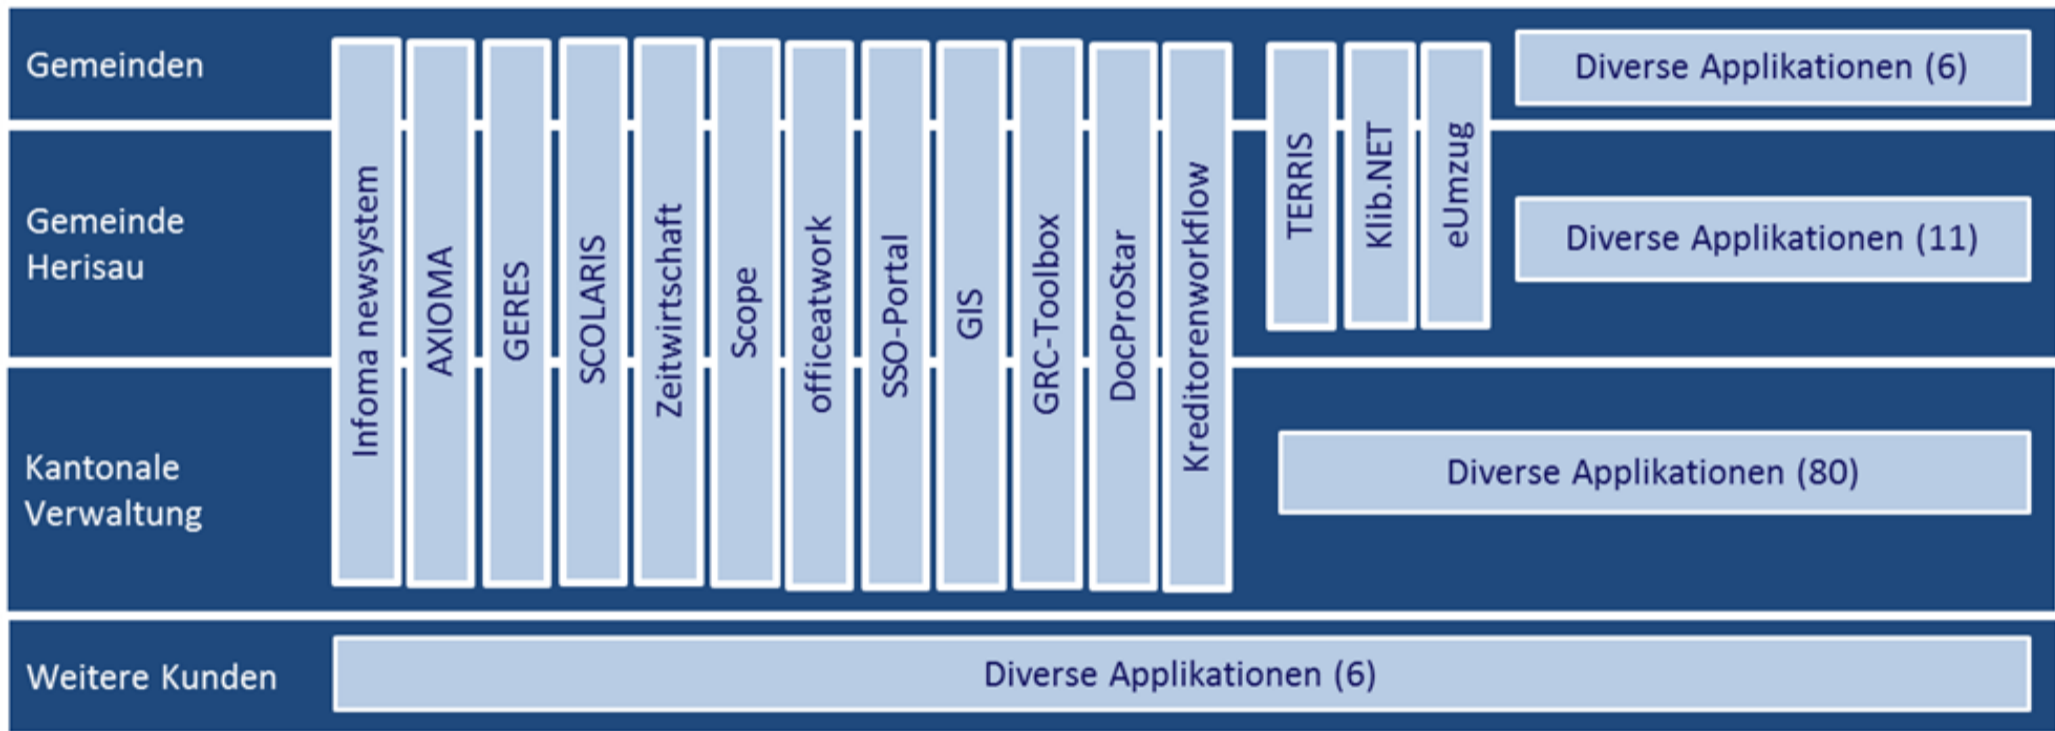 Gemeinden
Gemeinde
Herisau
Kantonale
Verwaltung
Weitere Kunden
Infoma newsystem
AXIOMA
GERES
SCOLARIS
Zeitwirtschaft
Scope
officeatwork
SSO-Portal
GIS
GRC-Toolbox
DocProStar
Kreditorenworkflow
TERRIS
Klib.NET
eUmzug
Diverse Applikationen (6)
Diverse Applikationen (11)
Diverse Applikationen (80)
Diverse Applikationen (6)